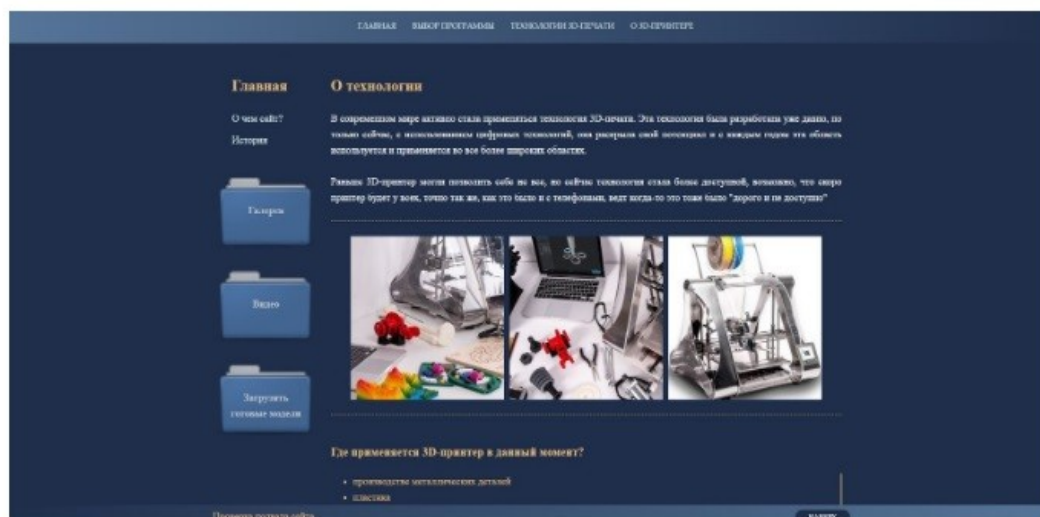 ГЛАВНАЯ ВЫБОР ПРОГРАММЫ ТЕХНОЛОГИИ 3D-ПЕЧАТИ О 3D-ПРИНТЕРЕ
Главная
О чем сайт?
История
Галерея
Видео
Загрузить
готовые модели
О технологии
В современном мире активно стала применяться технология 3D-печати. Эта технология была разработана уже давно, но
только сейчас, с использованием цифровых технологий, она раскрыла свой потенциал и с каждым годом эта область
используется и применяется во все более широких областях.
Раньше 3D-принтер могли позволить себе не все, но сейчас технология стала более доступной, возможно, что скоро
принтер будет у всех, точно так же, как это было и с телефонами, ведь когда-то это тоже было "дорого и не доступно"
Где применяется 3D-принтер в данный момент?
• производстве металлических деталей
• пластика